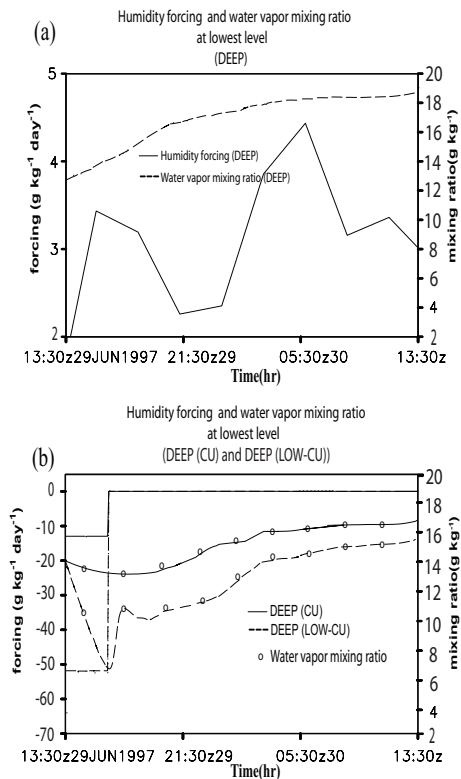 (a)
Humidity forcing and water vapor mixing ratio
at lowest level
(DEEP)
5
4
3
2
forcing (g kg-1 day-1)
20
18
16
14
12
10
8
6
4
2
mixing ratio(g kg-1)
Humidity forcing (DEEP)
Water vapor mixing ratio (DEEP)
13:30z29JUN1997 21:30z29 05:30z30 13:30z
Time(hr)
Humidity forcing and water vapor mixing ratio
at lowest level
(b) (DEEP (CU) and DEEP (LOW-CU))
0
-10
-20
-30
-40
-50
-60
-70
forcing (g kg-1 day-1)
20
18
16
14
12
10
8
6
4
2
mixing ratio(g kg-1)
DEEP (CU)
DEEP (LOW-CU)
Water vapor mixing ratio
13:30z29JUN1997 21:30z29 05:30z30 13:30z
Time(hr)